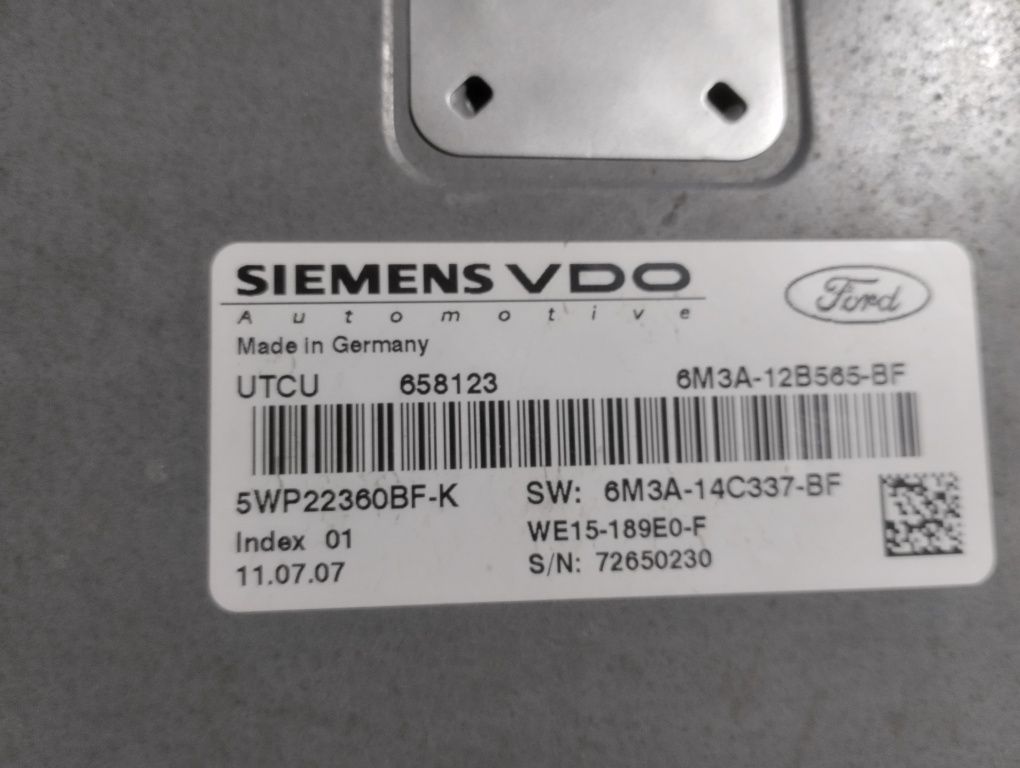 SIEMENS VDO
Automotive
Ford
Made in Germany
UTCU 658123 6M3A-12B565-BF
5WP22360BF-K SW: 6M3A-14C337-BF
Index 01 WE15-189E0-F
11.07.07 S/N: 72650230